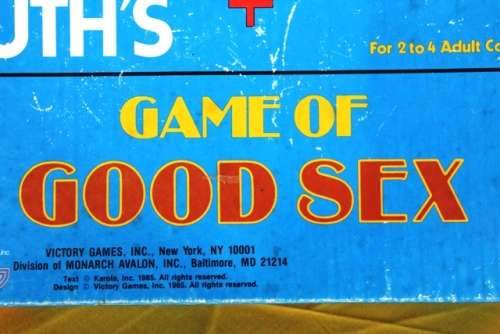 UTH'S
For 2 to 4 Adult Co
GAME OF
GOOD SEX
inc
VICTORY GAMES, INC., New York, NY 10001
Division of MONARCH AVALON, INC., Baltimore, MD 21214
Text © Karola, Inc. 1985. All rights reserved.
Design © Victory Games, Inc. 1985. All rights reserved.